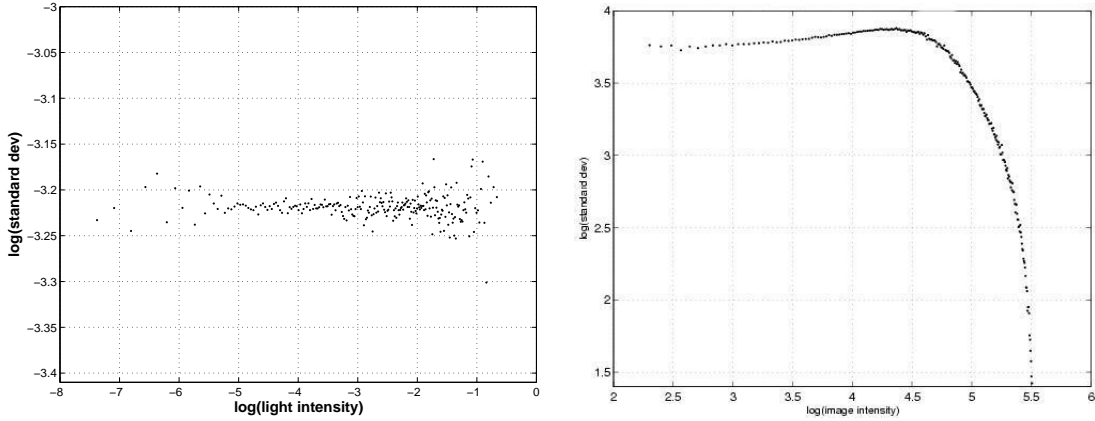 −3
−3.05
−3.1
−3.15
−3.2
−3.25
−3.3
−3.35
−3.4
log(standard dev)
−8 −7 −6 −5 −4 −3 −2 −1 0
log(light intensity)
4
3.5
3
2.5
2
1.5
log(standard dev)
2 2.5 3 3.5 4 4.5 5 5.5 6
log(image intensity)